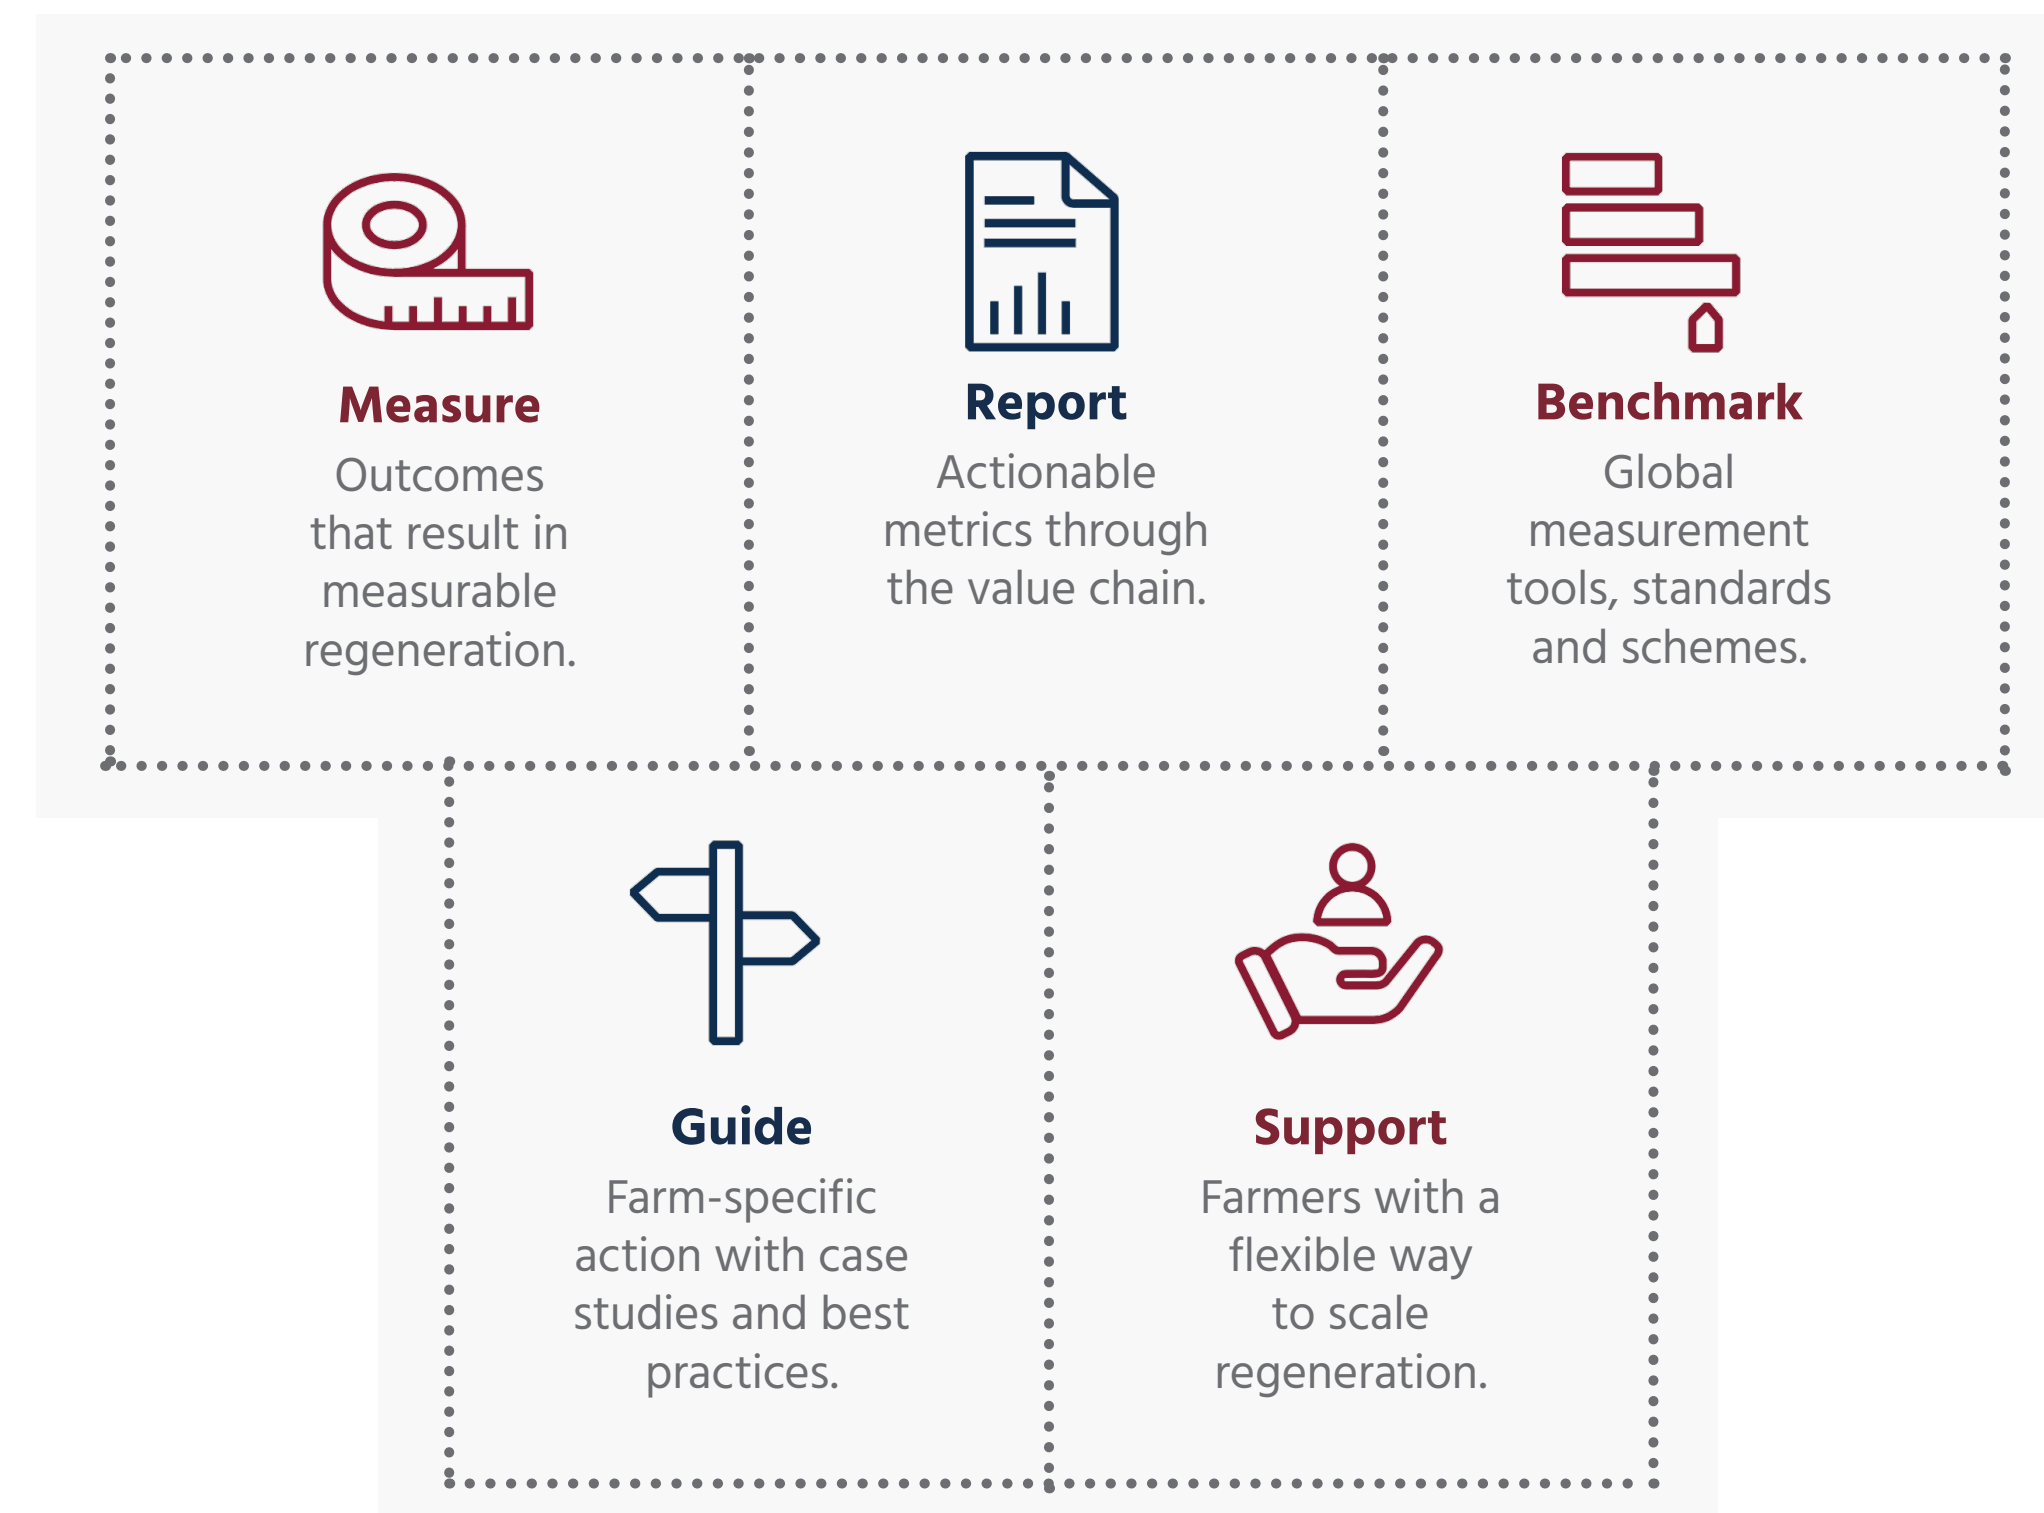 Measure
Outcomes
that result in
measurable
regeneration.
Report
Actionable
metrics through
the value chain.
Benchmark
Global
measurement
tools, standards
and schemes.
Guide
Farm-specific
action with case
studies and best
practices.
Support
Farmers with a
flexible way
to scale
regeneration.